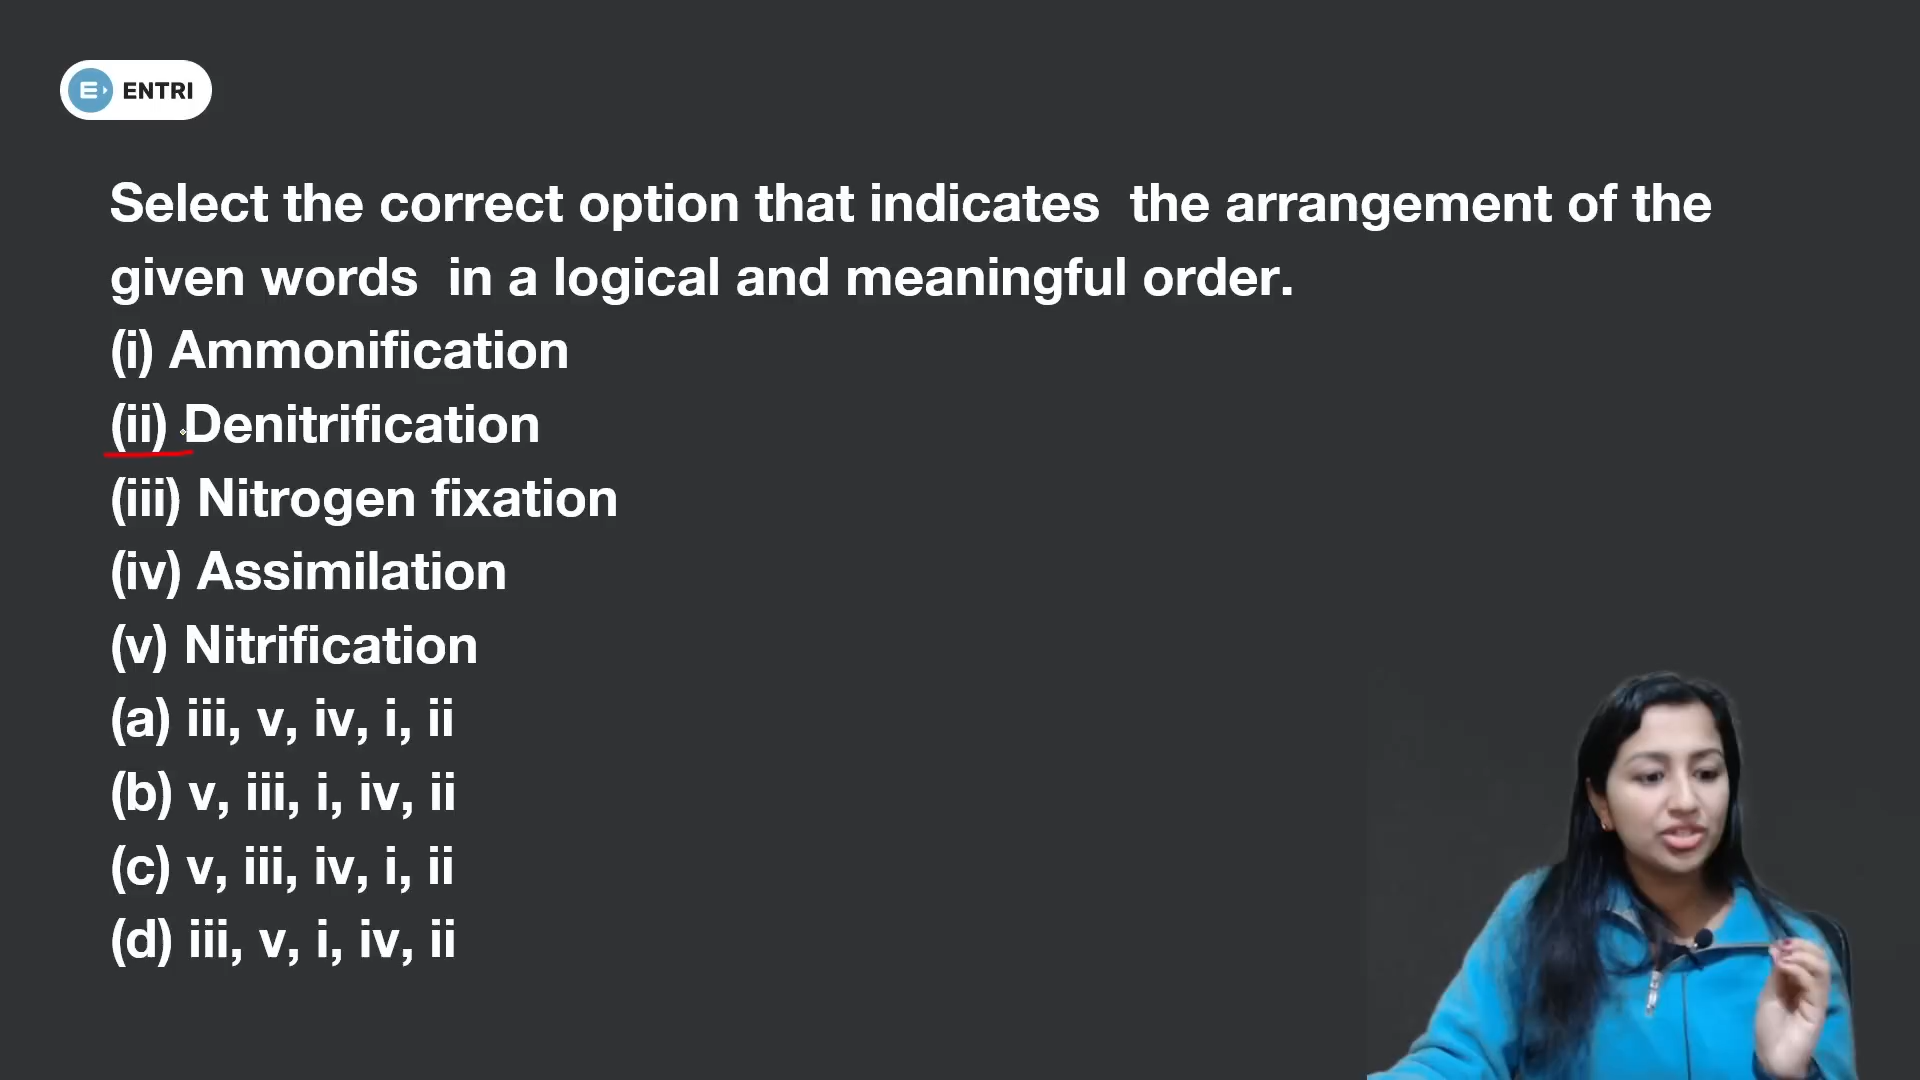 ENTRI
Select the correct option that indicates the arrangement of the
given words in a logical and meaningful order.
(i) Ammonification
(ii) Denitrification
(iii) Nitrogen fixation
(iv) Assimilation
(v) Nitrification
(a) iii, v, iv, i, ii
(b) v, iii, i, iv, ii
(c) v, iii, iv, i, ii
(d) iii, v, i, iv, ii